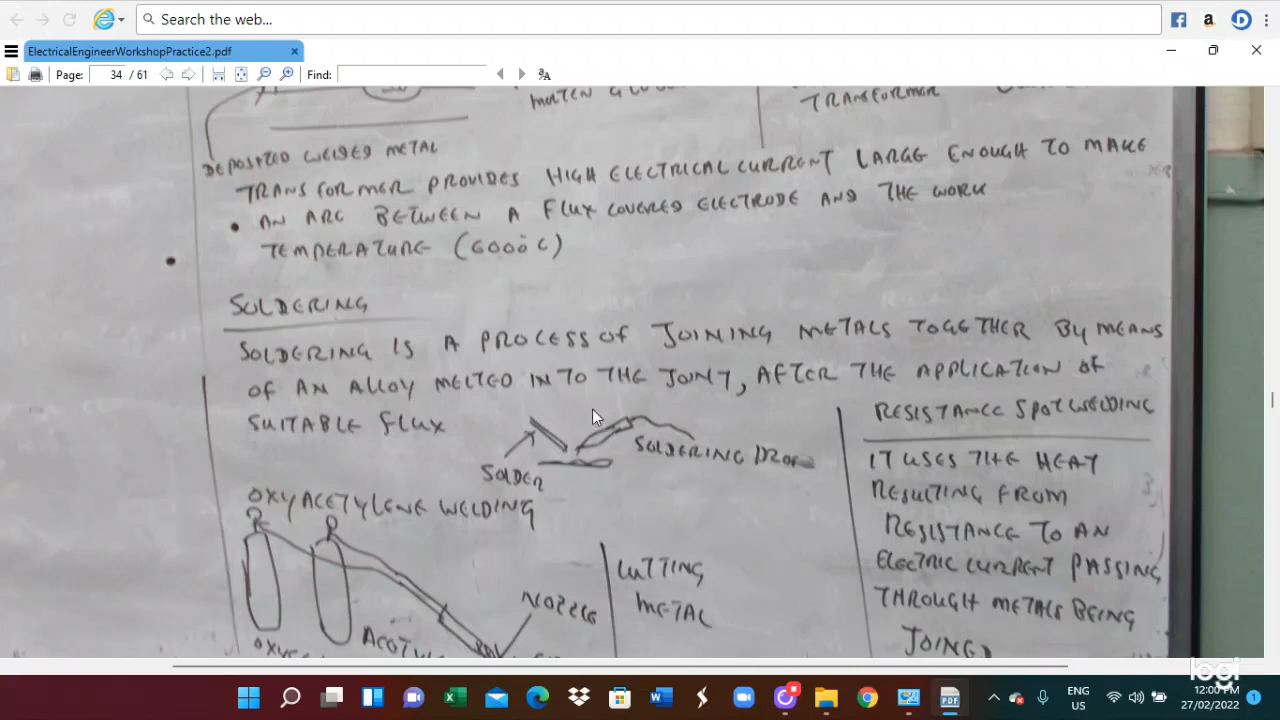 Search the web...
ElectricalEngineerWorkshopPractice2.pdf
Page: 34 / 61 Find:
TRANSFORMER
DEPOSITED WELDED METAL
TRANSFORMER PROVIDES HIGH ELECTRICAL CURRENT LARGE ENOUGH TO MAKE
• AN ARC BETWEEN A FLUX COVERED ELECTRODE AND THE WORK
TEMPERATURE (6000°C)
SOLDERING
SOLDERING IS A PROCESS OF JOINING METALS TOGETHER BY MEANS
OF AN ALLOY MELTED INTO THE JOINT, AFTER THE APPLICATION OF
SUITABLE FLUX
SOLDER
SOLDERING IRON
OXYACETYLENE WELDING
NOZZLE
CUTTING
METAL
RESISTANCE SPOT WELDING
IT USES THE HEAT
RESULTING FROM
RESISTANCE TO AN
ELECTRIC CURRENT PASSING
THROUGH METALS BEING
JOINED
logi
ENG
US
12:00 PM
27/02/2022